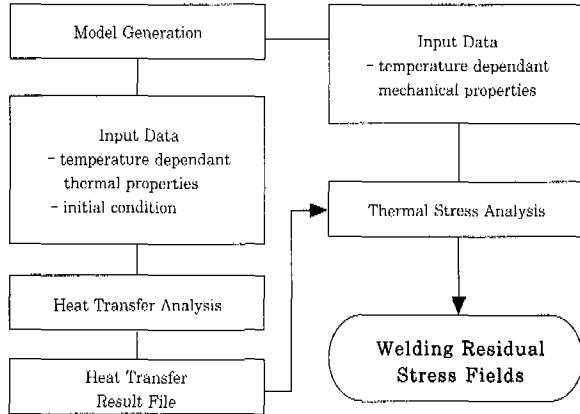 Model Generation
Input Data
- temperature dependant
thermal properties
- initial condition
Heat Transfer Analysis
Heat Transfer
Result File
Input Data
- temperature dependant
mechanical properties
Thermal Stress Analysis
Welding Residual
Stress Fields